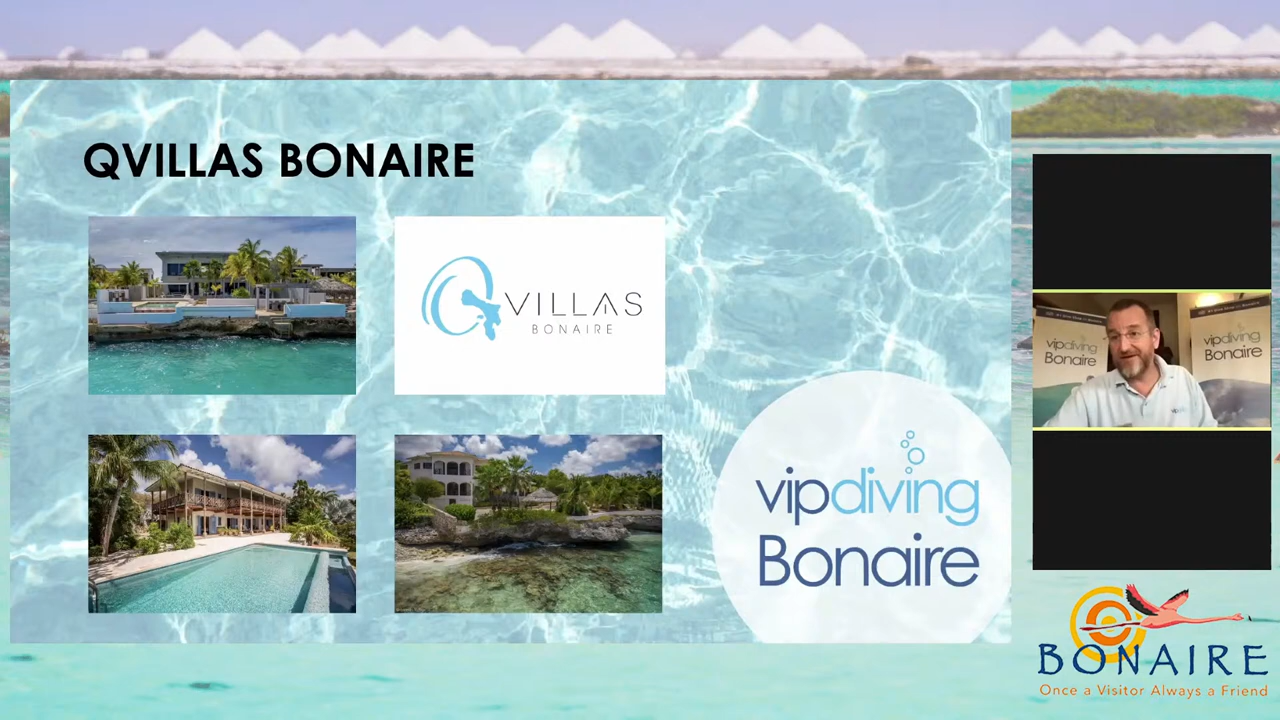 QVILLAS BONAIRE
VILLAS
BONAIRE
vipdiving
Bonaire
vipdiving
Bonaire
vipdiving
Bonaire
BONAIRE
Once a Visitor Always a Friend